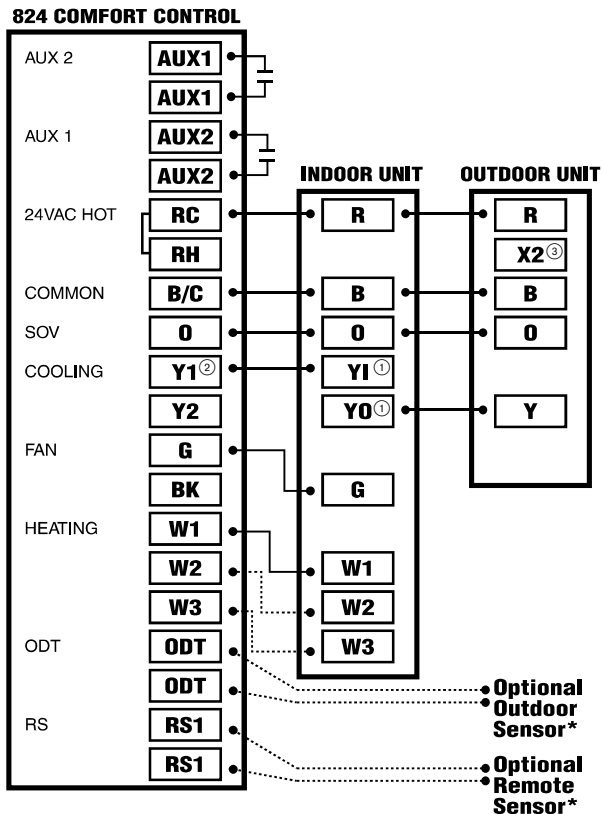 824 COMFORT CONTROL
AUX 2 AUX1
AUX1
AUX 1 AUX2
AUX2
INDOOR UNIT OUTDOOR UNIT
24VAC HOT RC R R
RH X2③
COMMON B/C B B
SOV O O O
COOLING Y1② YI①
Y2 YO① Y
FAN G
BK G
HEATING W1
W2 W1
W3 W2
ODT ODT W3
ODT
Optional
Outdoor
Sensor*
RS RS1
RS1
Optional
Remote
Sensor*